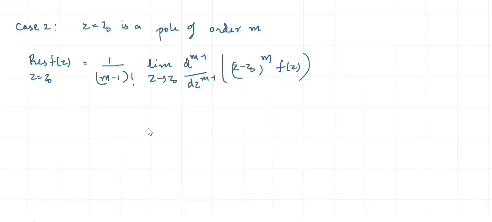 Case 2: z = z₀ is a pole of order m
Res f(z) = 1/(m-1)! lim d^(m-1)/dz^(m-1) ( (z-z₀)^m f(z) )
z=z₀ z→z₀